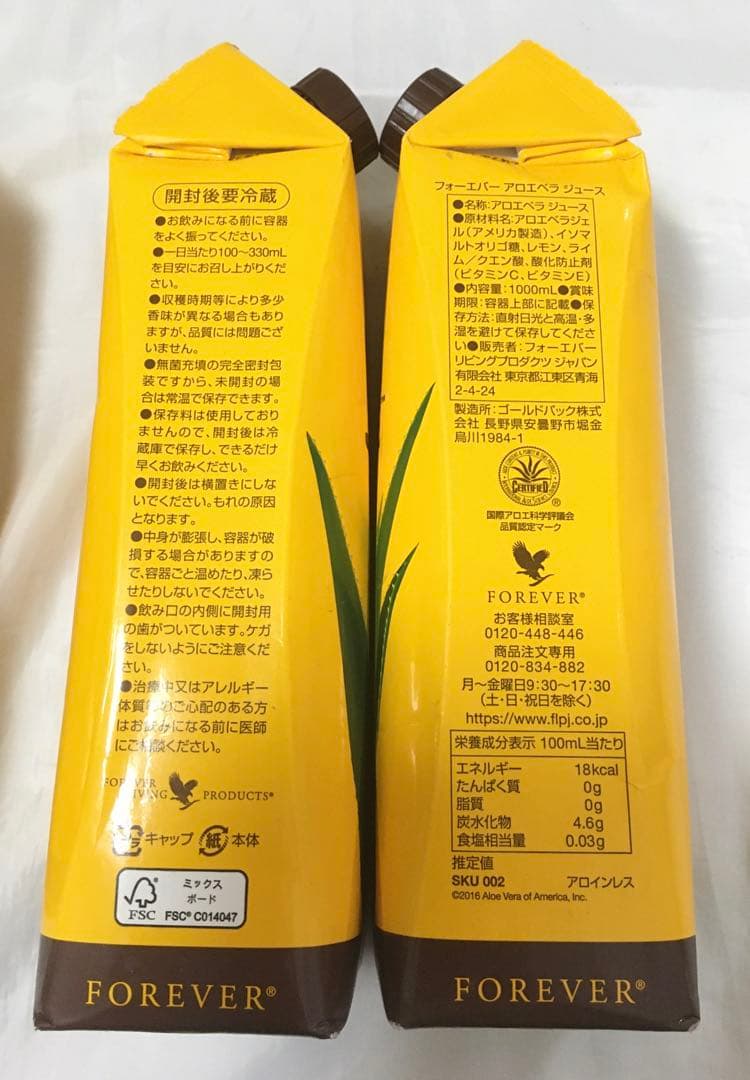 開封後要冷蔵
●お飲みになる前に容器
をよく振ってください。
●一日当たり100〜330mL
を目安にお召し上がりくだ
さい。
●収穫時期等により多少
香味が異なる場合もあり
ますが、品質には問題ござ
いません。
●無菌充填の完全密封包
装ですから、未開封の場
合は常温で保存できます。
●保存料は使用しており
ませんので、開封後は冷
蔵庫で保存し、できるだけ
早くお飲みください。
●開封後は横置きにしな
いでください。もれの原因
となります。
●中身が膨張し、容器が破
損する場合がありますの
で、容器ごと温めたり、凍ら
せたりしないでください。
●飲み口の内側に開封用
の歯がついています。ケガ
をしないようにご注意くだ
さい。
●治療中又はアレルギー
体質等のご心配のある方
はお飲みになる前に医師
にご相談ください。
FOREVER
LIVING PRODUCTS®
プラ キャップ 紙 本体
FSC
ミックス
ボード
FSC® C014047
FOREVER®
フォーエバー アロエベラ ジュース
●名称:アロエベラ ジュース
●原材料名:アロエベラジェ
ル(アメリカ製造)、イソマ
ルトオリゴ糖、レモン、ライ
ム/クエン酸、酸化防止剤
(ビタミンC、ビタミンE)
●内容量:1000mL●賞味
期限:容器上部に記載●保
存方法:直射日光と高温・多
湿を避けて保存してくださ
い●販売者:フォーエバー
リビングプロダクツ ジャパン
有限会社 東京都江東区青海
2-4-24
製造所:ゴールドパック株式
会社 長野県安曇野市堀金
烏川1984-1
CERTIFIED
国際アロエ科学評議会
品質認定マーク
FOREVER®
お客様相談室
0120-448-446
商品注文専用
0120-834-882
月〜金曜日9:30〜17:30
(土・日・祝日を除く)
https://www.flpj.co.jp
栄養成分表示 100mL当たり
エネルギー 18kcal
たんぱく質 0g
脂質 0g
炭水化物 4.6g
食塩相当量 0.03g
推定値
SKU 002 アロインレス
©2016 Aloe Vera of America, Inc.
FOREVER®